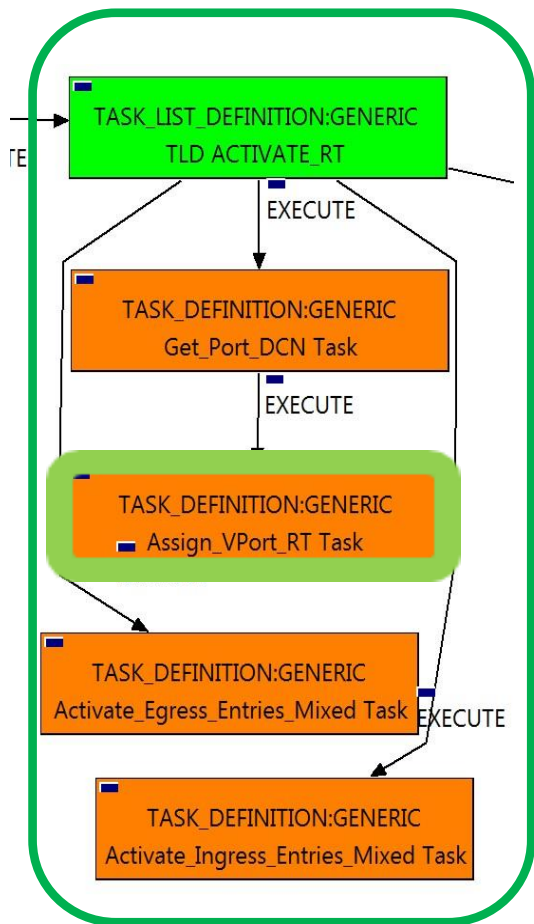 TASK_LIST_DEFINITION:GENERIC
TLD ACTIVATE_RT
TE
EXECUTE
TASK_DEFINITION:GENERIC
Get_Port_DCN Task
EXECUTE
TASK_DEFINITION:GENERIC
Assign_VPort_RT Task
TASK_DEFINITION:GENERIC
Activate_Egress_Entries_Mixed Task
EXECUTE
TASK_DEFINITION:GENERIC
Activate_Ingress_Entries_Mixed Task